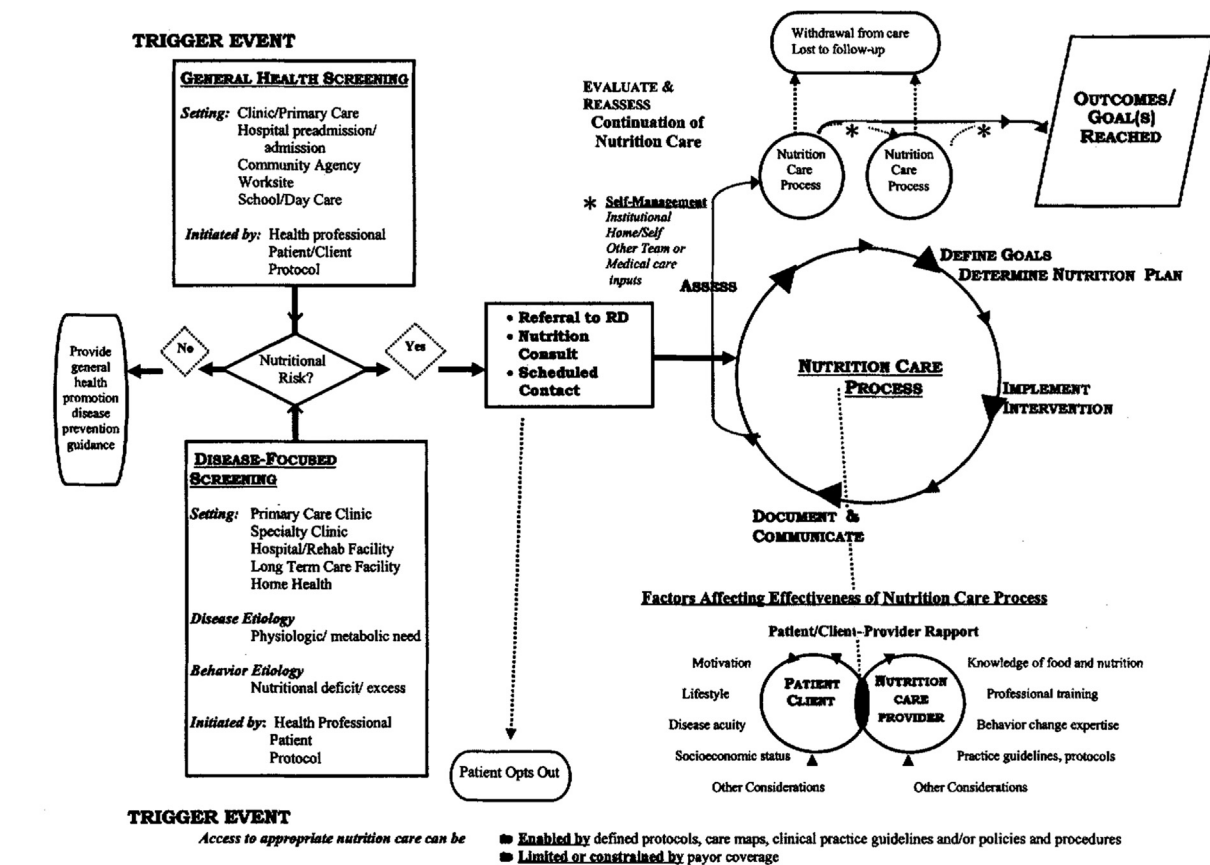 TRIGGER EVENT
GENERAL HEALTH SCREENING
Setting: Clinic/Primary Care
Hospital preadmission/
admission
Community Agency
Worksite
School/Day Care
Initiated by: Health professional
Patient/Client
Protocol
No
Nutritional
Risk?
Yes
Provide
general
health
promotion
disease
prevention
guidance
DISEASE-FOCUSED
SCREENING
Setting: Primary Care Clinic
Specialty Clinic
Hospital/Rehab Facility
Long Term Care Facility
Home Health
Disease Etiology
Physiologic/ metabolic need
Behavior Etiology
Nutritional deficit/ excess
Initiated by: Health Professional
Patient
Protocol
• Referral to RD
• Nutrition
Consult
• Scheduled
Contact
Patient Opts Out
EVALUATE &
REASSESS
Continuation of
Nutrition Care
* Self-Management
Institutional
Home/Self
Other Team or
Medical care
inputs
Withdrawal from care
Lost to follow-up
Nutrition
Care
Process
*
Nutrition
Care
Process
*
OUTCOMES/
GOAL(S)
REACHED
ASSESS
DEFINE GOALS
DETERMINE NUTRITION PLAN
NUTRITION CARE
PROCESS
IMPLEMENT
INTERVENTION
DOCUMENT &
COMMUNICATE
Factors Affecting Effectiveness of Nutrition Care Process
Patient/Client-Provider Rapport
Motivation
Lifestyle
Disease acuity
Socioeconomic status
Other Considerations
PATIENT
CLIENT
NUTRITION
CARE
PROVIDER
Knowledge of food and nutrition
Professional training
Behavior change expertise
Practice guidelines, protocols
Other Considerations
TRIGGER EVENT
Access to appropriate nutrition care can be
Enabled by defined protocols, care maps, clinical practice guidelines and/or policies and procedures
Limited or constrained by payor coverage